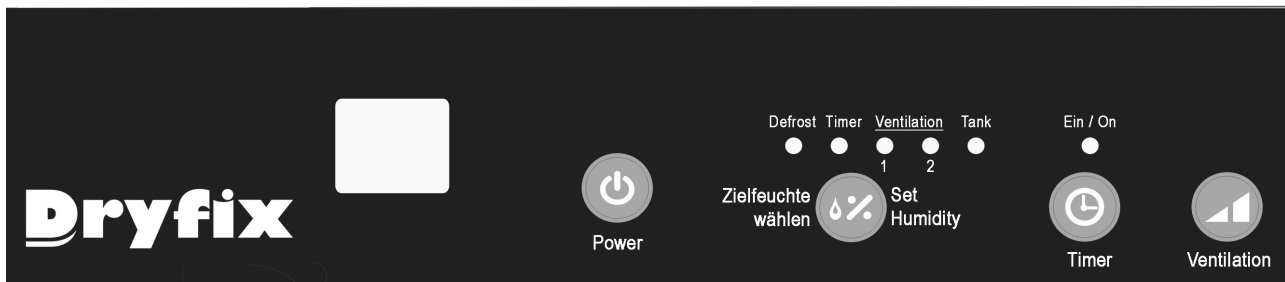 Defrost Timer Ventilation Tank Ein / On
1 2
Dryfix
Power
Zielfeuchte
wählen
Set
Humidity
Timer
Ventilation